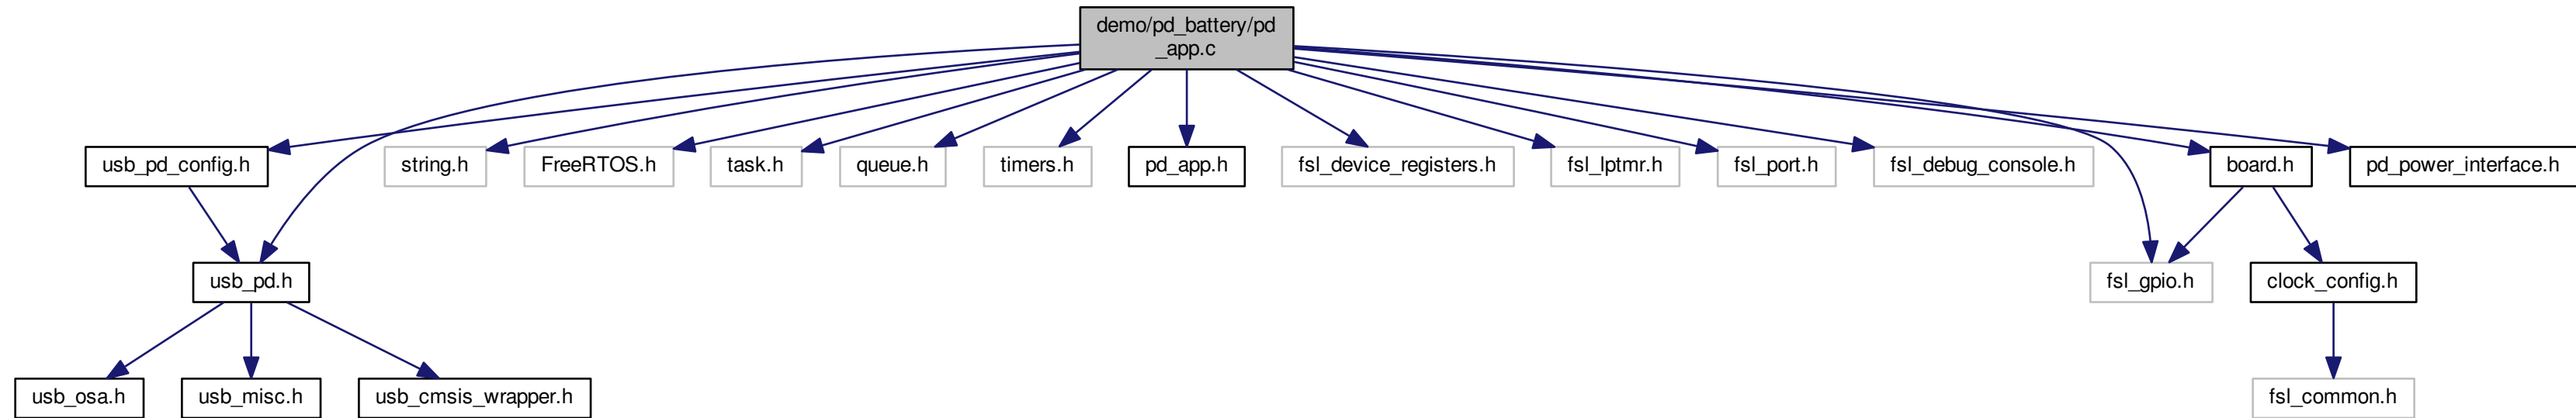 demo/pd_battery/pd
_app.c
usb_pd_config.h
string.h
FreeRTOS.h
task.h
queue.h
timers.h
pd_app.h
fsl_device_registers.h
fsl_lptmr.h
fsl_port.h
fsl_debug_console.h
board.h
pd_power_interface.h
usb_pd.h
fsl_gpio.h
clock_config.h
usb_osa.h
usb_misc.h
usb_cmsis_wrapper.h
fsl_common.h